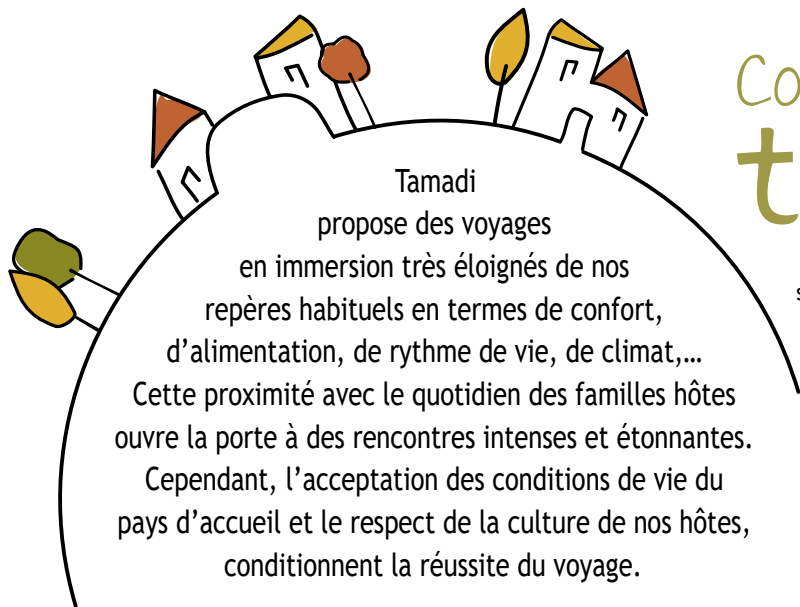 Co
t
Tamadi
propose des voyages
en immersion très éloignés de nos
repères habituels en termes de confort,
s
d’alimentation, de rythme de vie, de climat,…
Cette proximité avec le quotidien des familles hôtes
ouvre la porte à des rencontres intenses et étonnantes.
Cependant, l’acceptation des conditions de vie du
pays d’accueil et le respect de la culture de nos hôtes,
conditionnent la réussite du voyage.